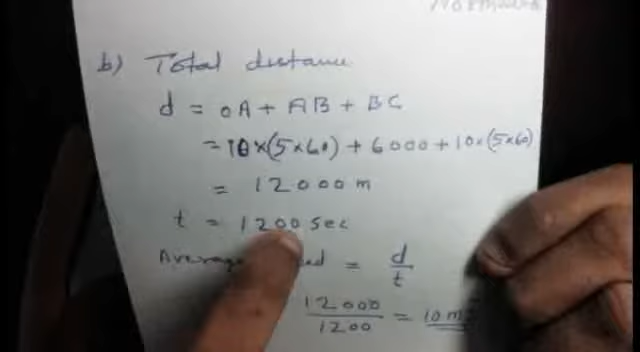 b) Total distance
d = OA + AB + BC
= 10×(5×60) + 6000 + 10×(5×60)
= 12000 m
t = 1200 sec
= d/t
12000/1200 = 10 m